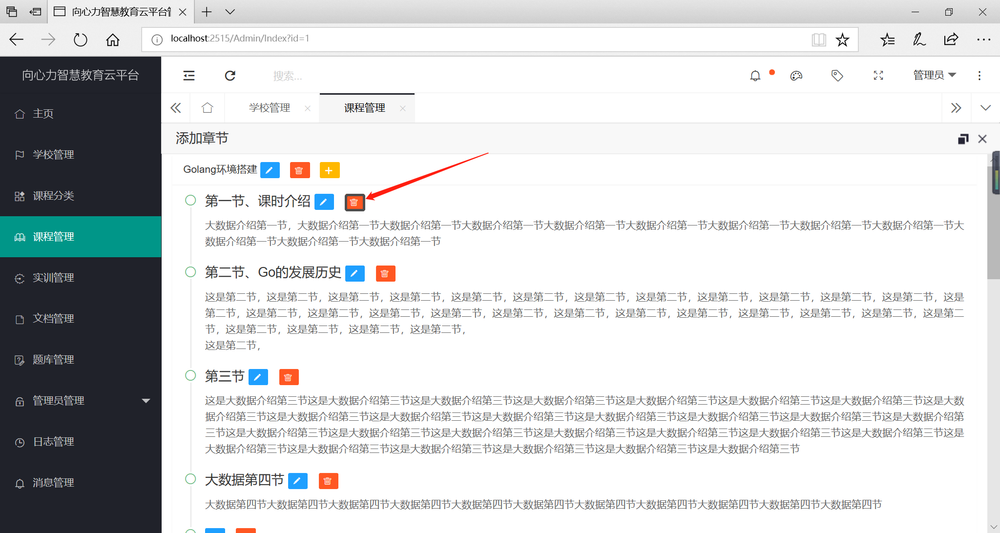 向心力智慧教育云平台管
localhost:2515/Admin/Index?id=1
向心力智慧教育云平台
搜索...
管理员
主页
学校管理
课程分类
课程管理
实训管理
文档管理
题库管理
管理员管理
日志管理
消息管理
学校管理
课程管理
添加章节
Golang环境搭建
第一节、课时介绍
大数据介绍第一节，大数据介绍第一节大数据介绍第一节大数据介绍第一节大数据介绍第一节大数据介绍第一节大数据介绍第一节大数据介绍第一节大数据介绍第一节大
数据介绍第一节大数据介绍第一节大数据介绍第一节
第二节、Go的发展历史
这是第二节，这是第二节，这是第二节，这是第二节，这是第二节，这是第二节，这是第二节，这是第二节，这是第二节，这是第二节，这是第二节，这是第二节，这是
第二节，这是第二节，这是第二节，这是第二节，这是第二节，这是第二节，这是第二节，这是第二节，这是第二节，这是第二节，这是第二节，这是第二节，这是第二
节，这是第二节，这是第二节，这是第二节，这是第二节，
这是第二节，
第三节
这是大数据介绍第三节这是大数据介绍第三节这是大数据介绍第三节这是大数据介绍第三节这是大数据介绍第三节这是大数据介绍第三节这是大数据介绍第三节这是大数
据介绍第三节这是大数据介绍第三节这是大数据介绍第三节这是大数据介绍第三节这是大数据介绍第三节这是大数据介绍第三节这是大数据介绍第三节这是大数据介绍第
三节这是大数据介绍第三节这是大数据介绍第三节这是大数据介绍第三节这是大数据介绍第三节这是大数据介绍第三节这是大数据介绍第三节这是大数据介绍第三节这是
大数据介绍第三节这是大数据介绍第三节这是大数据介绍第三节这是大数据介绍第三节这是大数据介绍第三节这是大数据介绍第三节
大数据第四节
大数据第四节大数据第四节大数据第四节大数据第四节大数据第四节大数据第四节大数据第四节大数据第四节大数据第四节大数据第四节大数据第四节